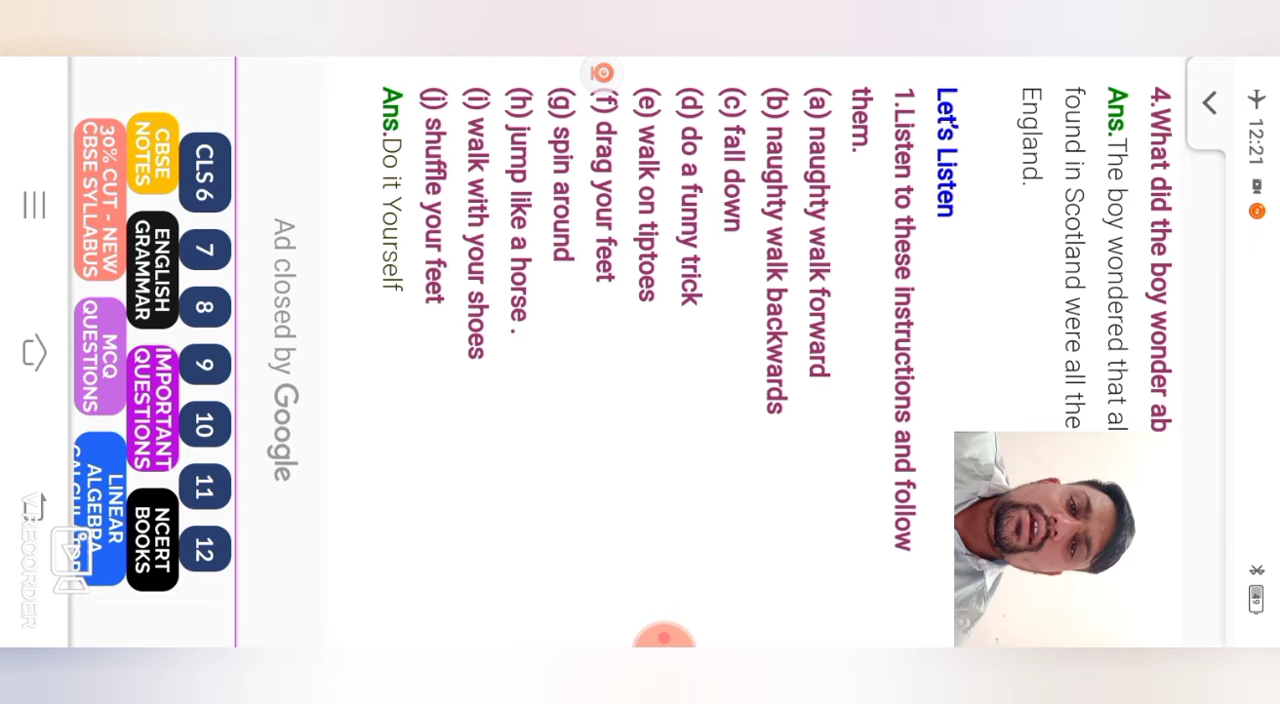 12:21
49
4.What did the boy wonder ab
Ans.The boy wondered that al
found in Scotland were all the
England.
Let's Listen
1.Listen to these instructions and follow
them.
(a) naughty walk forward
(b) naughty walk backwards
(c) fall down
(d) do a funny trick
(e) walk on tiptoes
(f) drag your feet
(g) spin around
(h) jump like a horse .
(i) walk with your shoes
(j) shuffle your feet
Ans.Do it Yourself
Ad closed by Google
CLS 6 7 8 9 10 11 12
CBSE NOTES
ENGLISH GRAMMAR
IMPORTANT QUESTIONS
NCERT BOOKS
30% CUT - NEW CBSE SYLLABUS
MCQ QUESTIONS
LINEAR ALGEBRA
RECORDER